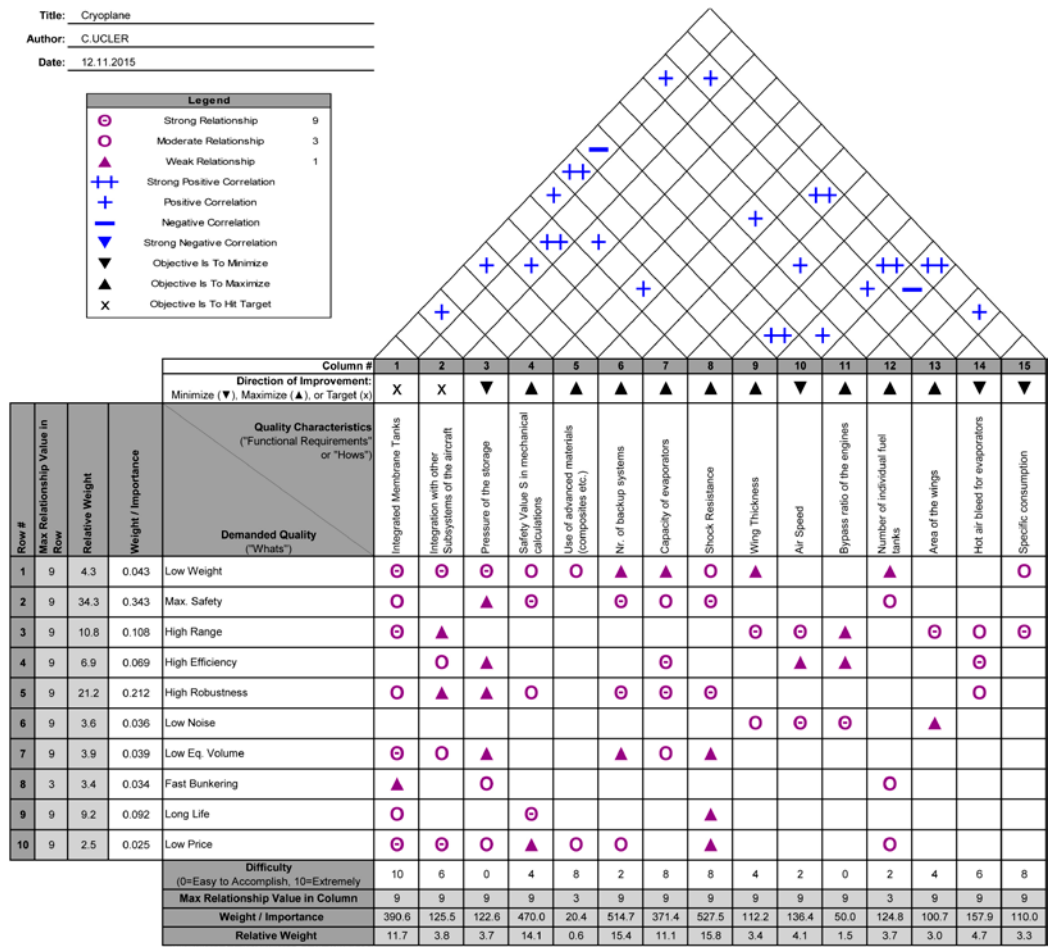 Title: Cryoplane
Author: C.UCLER
Date: 12.11.2015
Legend
Strong Relationship 9
Moderate Relationship 3
Weak Relationship 1
Strong Positive Correlation
Positive Correlation
Negative Correlation
Strong Negative Correlation
Objective Is To Minimize
Objective Is To Maximize
X Objective Is To Hit Target
Column # 1 2 3 4 5 6 7 8 9 10 11 12 13 14 15
Direction of Improvement:
Minimize (▼), Maximize (▲), or Target (x)
X X ▼ ▲ ▲ ▲ ▲ ▲ ▲ ▼ ▲ ▲ ▲ ▼ ▼
Row #
Max Relationship Value in
Row
Relative Weight
Weight / Importance
Quality Characteristics
("Functional Requirements"
or "Hows")
Demanded Quality
("Whats")
Integrated Membrane Tanks
Integration with other
Subsystems of the aircraft
Pressure of the storage
Safety Value S in mechanical
calculations
Use of advanced materials
(composites etc.)
Nr. of backup systems
Capacity of evaporators
Shock Resistance
Wing Thickness
Air Speed
Bypass ratio of the engines
Number of individual fuel
tanks
Area of the wings
Hot air bleed for evaporators
Specific consumption
1 9 4.3 0.043 Low Weight
2 9 34.3 0.343 Max. Safety
3 9 10.8 0.108 High Range
4 9 6.9 0.069 High Efficiency
5 9 21.2 0.212 High Robustness
6 9 3.6 0.036 Low Noise
7 9 3.9 0.039 Low Eq. Volume
8 3 3.4 0.034 Fast Bunkering
9 9 9.2 0.092 Long Life
10 9 2.5 0.025 Low Price
Difficulty
(0=Easy to Accomplish, 10=Extremely
10 6 0 4 8 2 8 8 4 2 0 2 4 6 8
Max Relationship Value in Column 9 9 9 9 3 9 9 9 9 9 9 3 9 9 9
Weight / Importance 390.6 125.5 122.6 470.0 20.4 514.7 371.4 527.5 112.2 136.4 50.0 124.8 100.7 157.9 110.0
Relative Weight 11.7 3.8 3.7 14.1 0.6 15.4 11.1 15.8 3.4 4.1 1.5 3.7 3.0 4.7 3.3